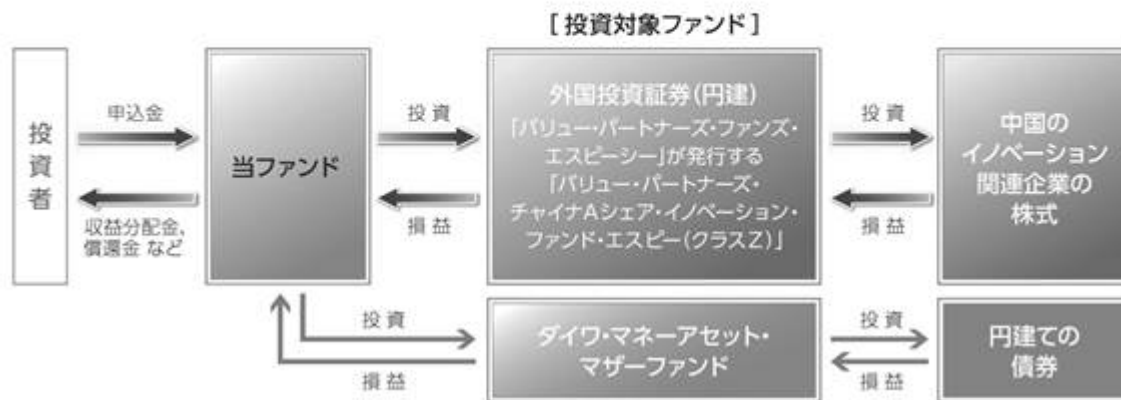 [投資対象ファンド]
投資者
申込金
収益分配金、
償還金 など
当ファンド
投資
損益
外国投資証券(円建)
「バリュー・パートナーズ・ファンズ・
エスピーシー」が発行する
「バリュー・パートナーズ・
チャイナAシェア・イノベーション・
ファンド・エスピー(クラスZ)」
投資
損益
中国の
イノベーション
関連企業の
株式
投資
損益
ダイワ・マネーアセット・
マザーファンド
投資
損益
円建ての
債券